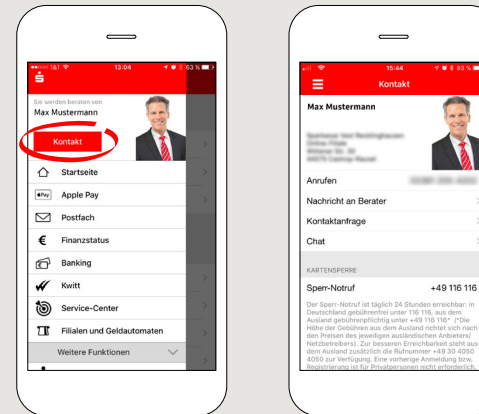 1&1
13:04
63 %
Sie werden beraten von
Max Mustermann
Kontakt
Startseite
Pay
Apple Pay
Postfach
€
Finanzstatus
Banking
Kwitt
Service-Center
Filialen und Geldautomaten
Weitere Funktionen
15:44
93 %
Kontakt
Max Mustermann
Anrufen
Nachricht an Berater
Kontaktanfrage
Chat
KARTENSPERRE
Sperr-Notruf
+49 116 116
Der Sperr-Notruf ist täglich 24 Stunden erreichbar: in
Deutschland gebührenfrei unter 116 116, aus dem
Ausland gebührenpflichtig unter +49 116 116* (*Die
Höhe der Gebühren aus dem Ausland richtet sich nach
den Preisen des jeweiligen ausländischen Anbieters/
Netzbetreibers). Zur besseren Erreichbarkeit steht aus
dem Ausland zusätzlich die Rufnummer +49 30 4050
4050 zur Verfügung. Eine vorherige Anmeldung bzw.
Registrierung ist für Privatpersonen nicht erforderlich.